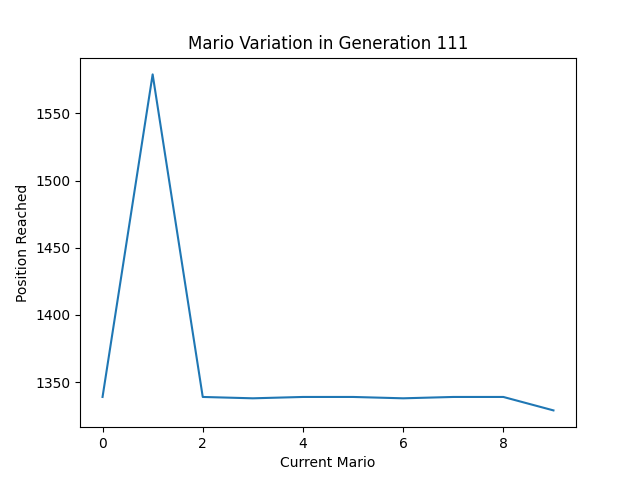 Mario Variation in Generation 111
Position Reached
1550
1500
1450
1400
1350
0 2 4 6 8
Current Mario